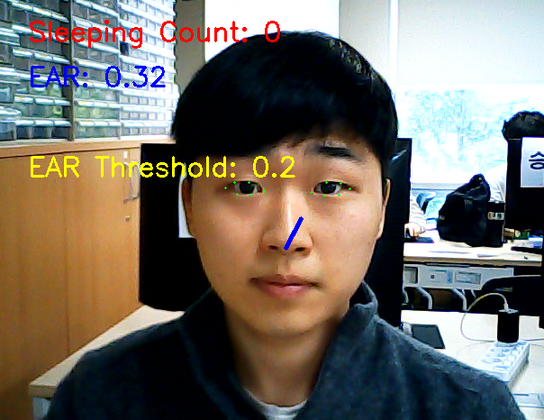 Sleeping Count: 0
EAR: 0.32
EAR Threshold: 0.2
승